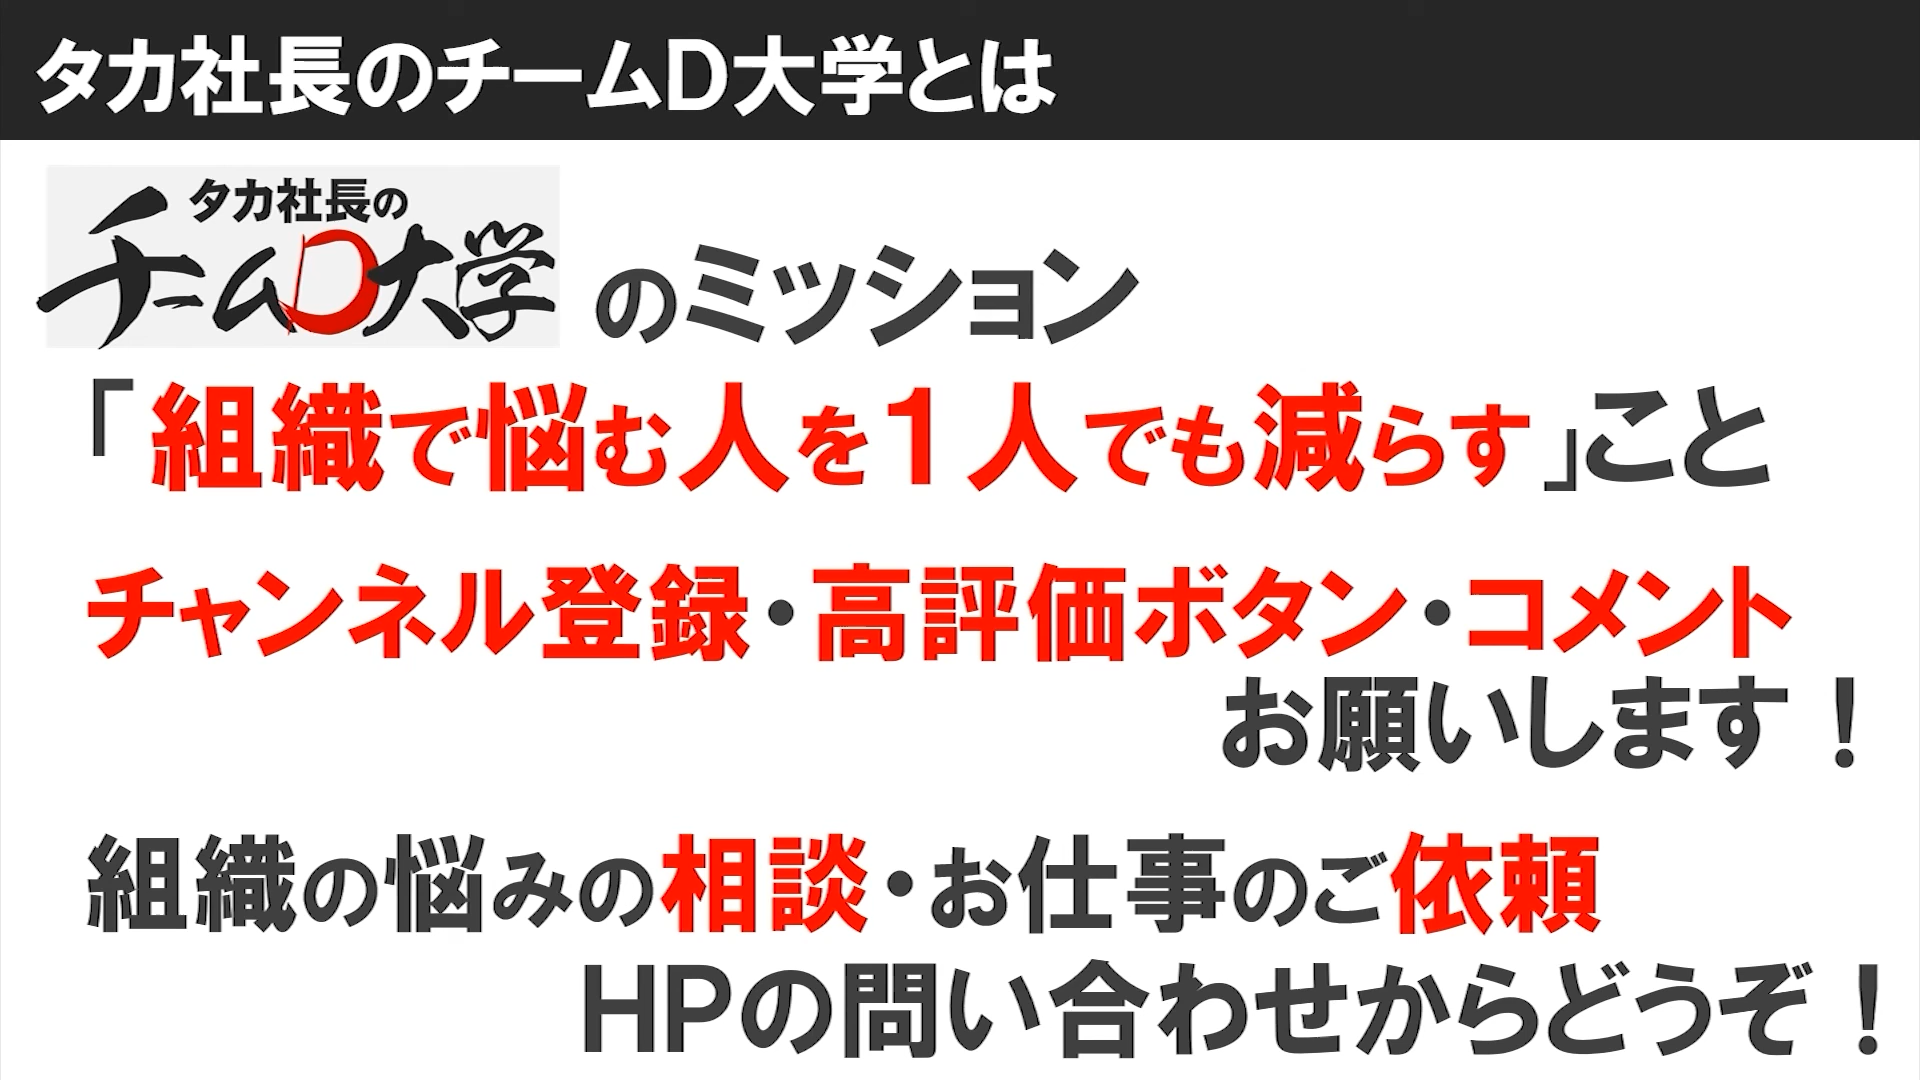 タカ社長のチームD大学とは
タカ社長の
チームD大学 のミッション
「組織で悩む人を1人でも減らす」こと
チャンネル登録・高評価ボタン・コメント
お願いします！
組織の悩みの相談・お仕事のご依頼
HPの問い合わせからどうぞ！